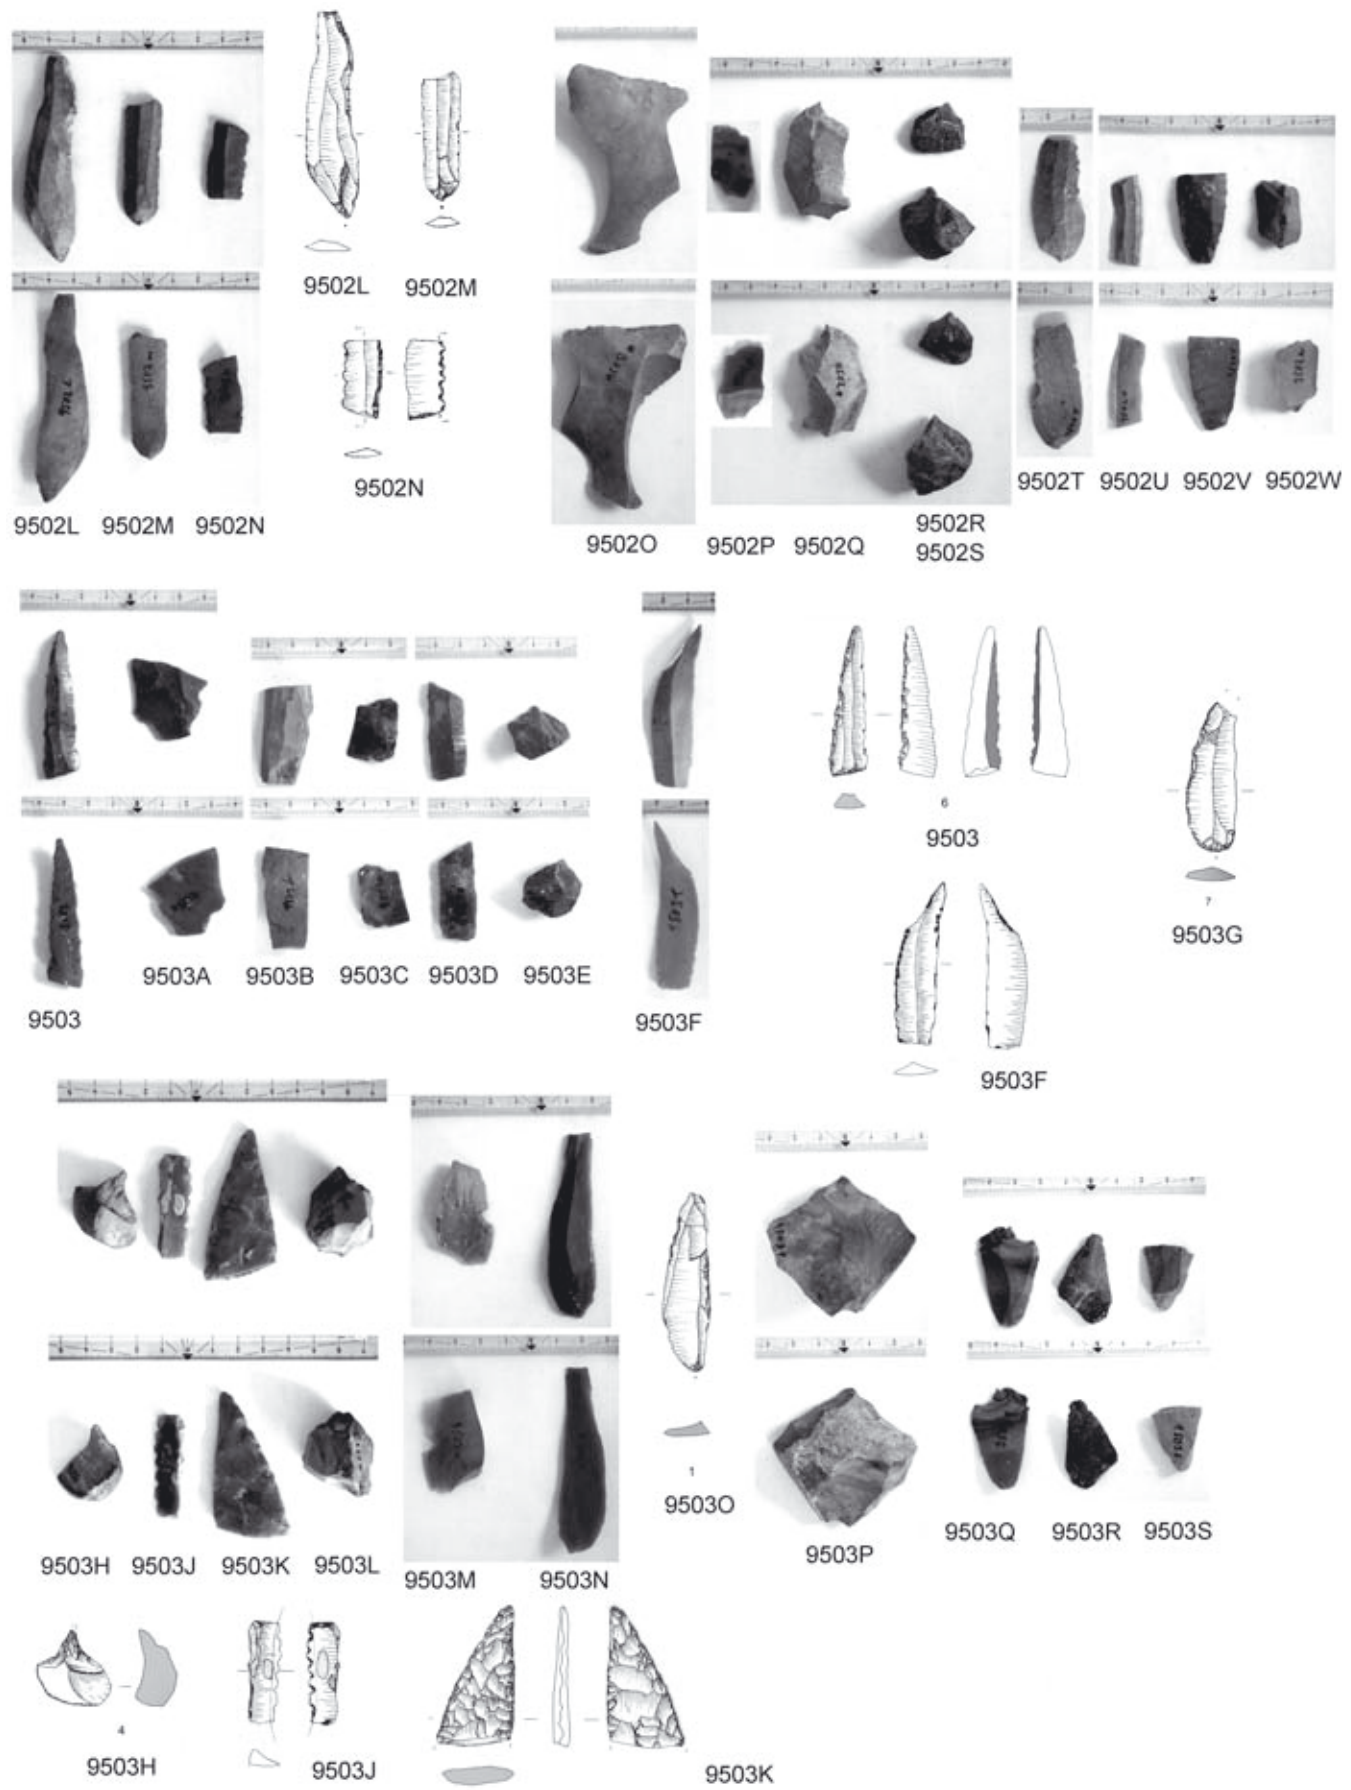 9502L 9502M
9502N
9502L 9502M 9502N
9502O 9502P 9502Q
9502R
9502S
9502T 9502U 9502V 9502W
6
9503
7
9503G
9503A 9503B 9503C 9503D 9503E
9503
9503F
9503F
9503H 9503J 9503K 9503L
9503M 9503N
1
9503O
9503P
9503Q 9503R 9503S
4
9503H
9503J
9503K